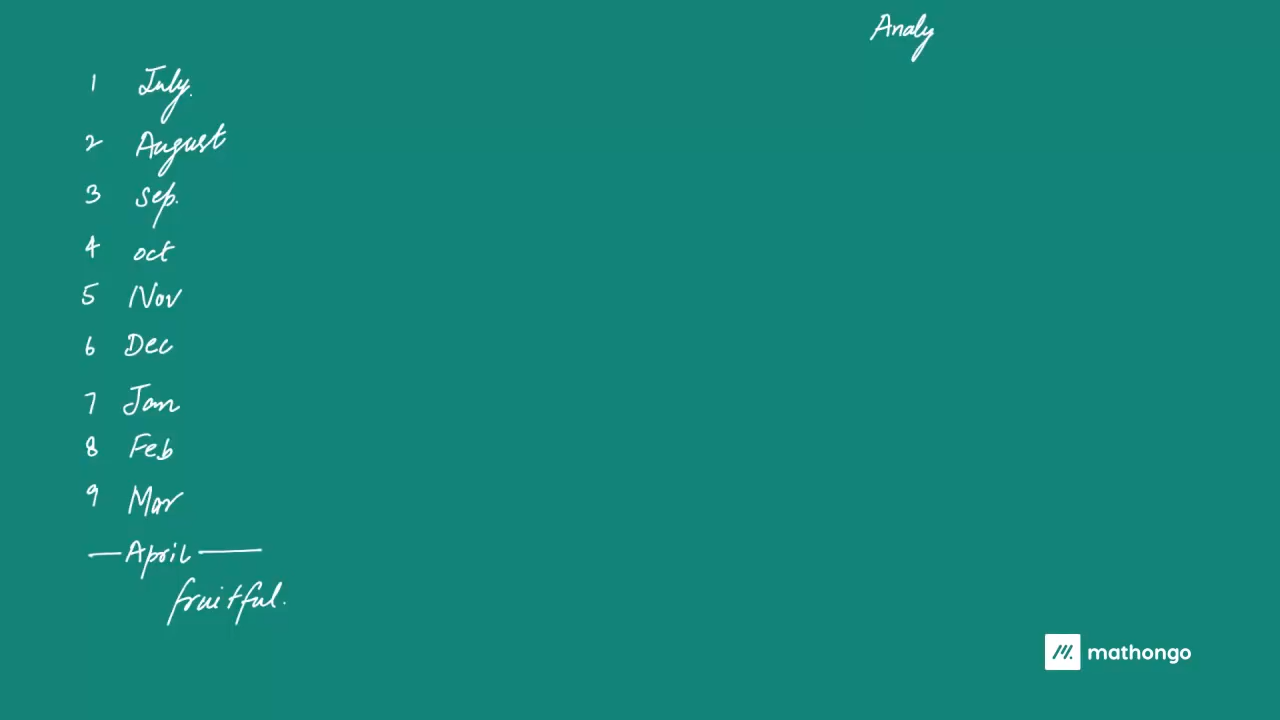 Analy
1 July.
2 August
3 Sep.
4 oct
5 Nov
6 Dec
7 Jan
8 Feb
9 Mar
— April —
fruitful.
mathongo